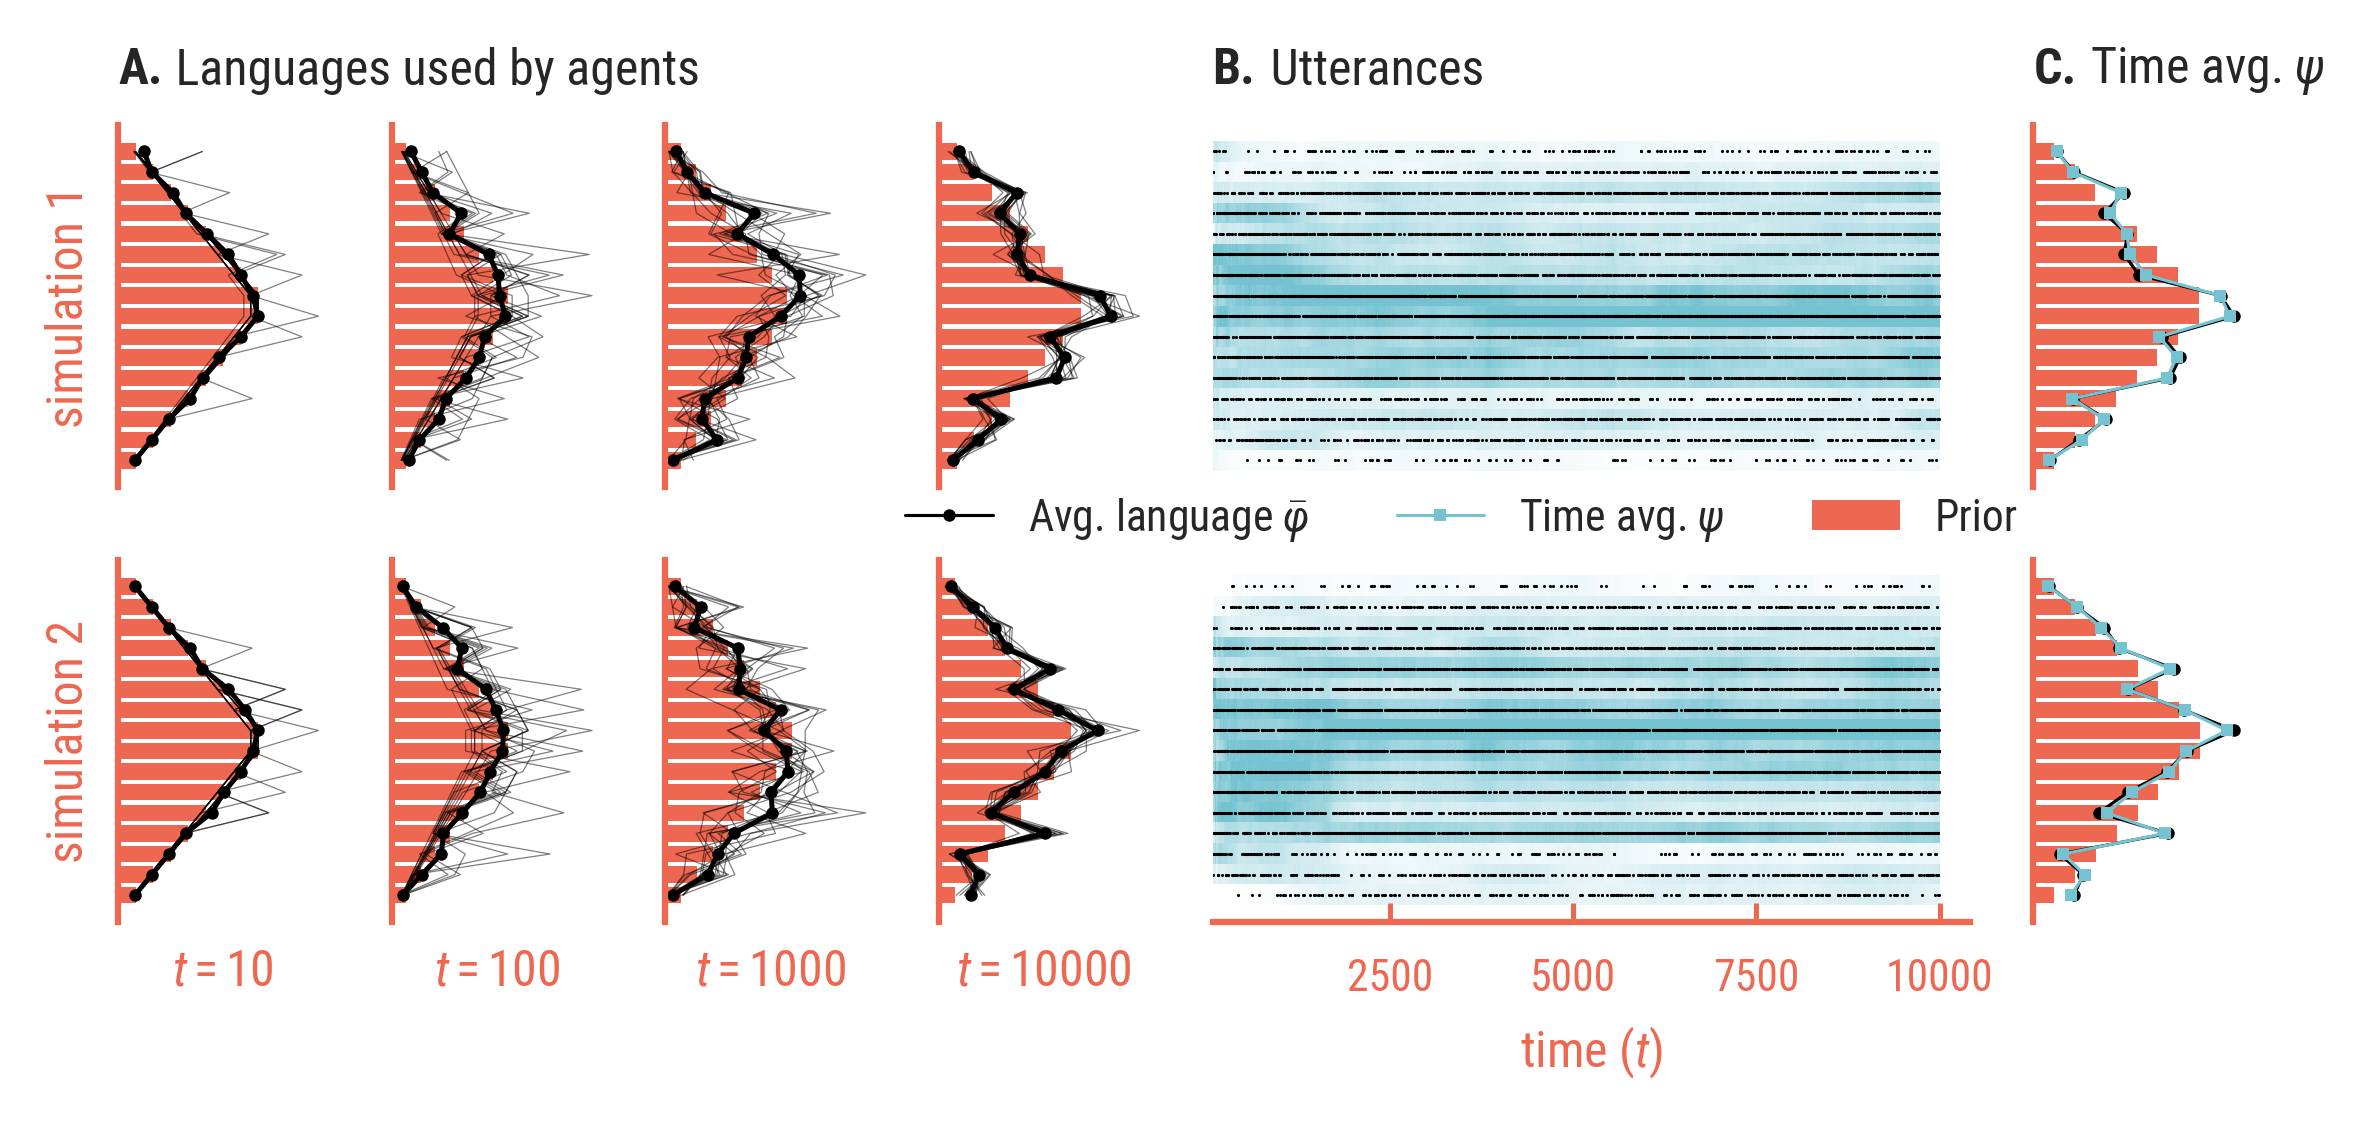 A. Languages used by agents
B. Utterances
C. Time avg. ψ
simulation 1
Avg. language φ̄
Time avg. ψ
Prior
simulation 2
t = 10
t = 100
t = 1000
t = 10000
2500
5000
7500
10000
time (t)